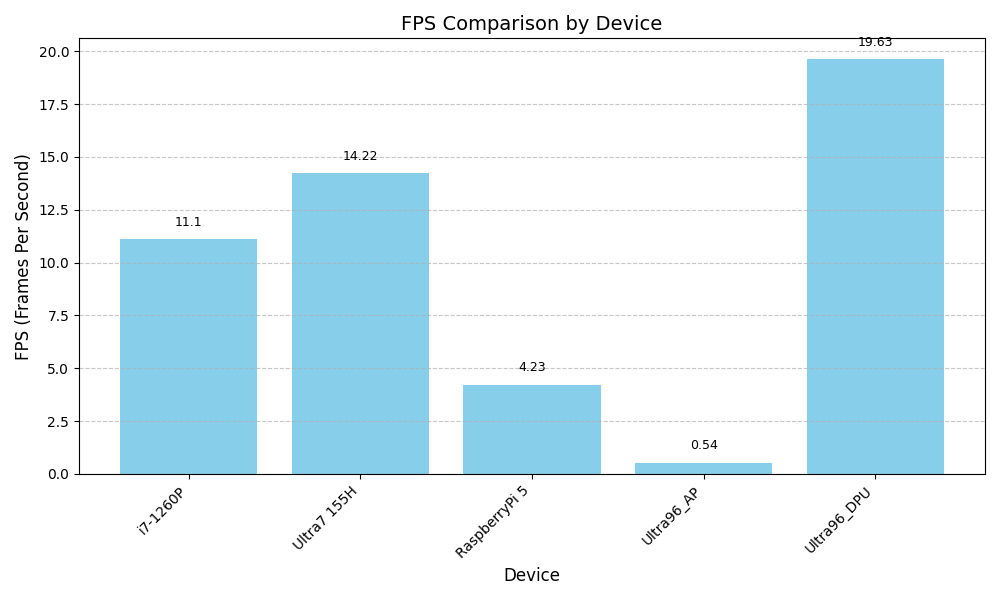 FPS Comparison by Device
FPS (Frames Per Second)
20.0
17.5
15.0
12.5
10.0
7.5
5.0
2.5
0.0
11.1
14.22
4.23
0.54
19.63
i7-1260P
Ultra7 155H
RaspberryPi 5
Ultra96_AP
Ultra96_DPU
Device